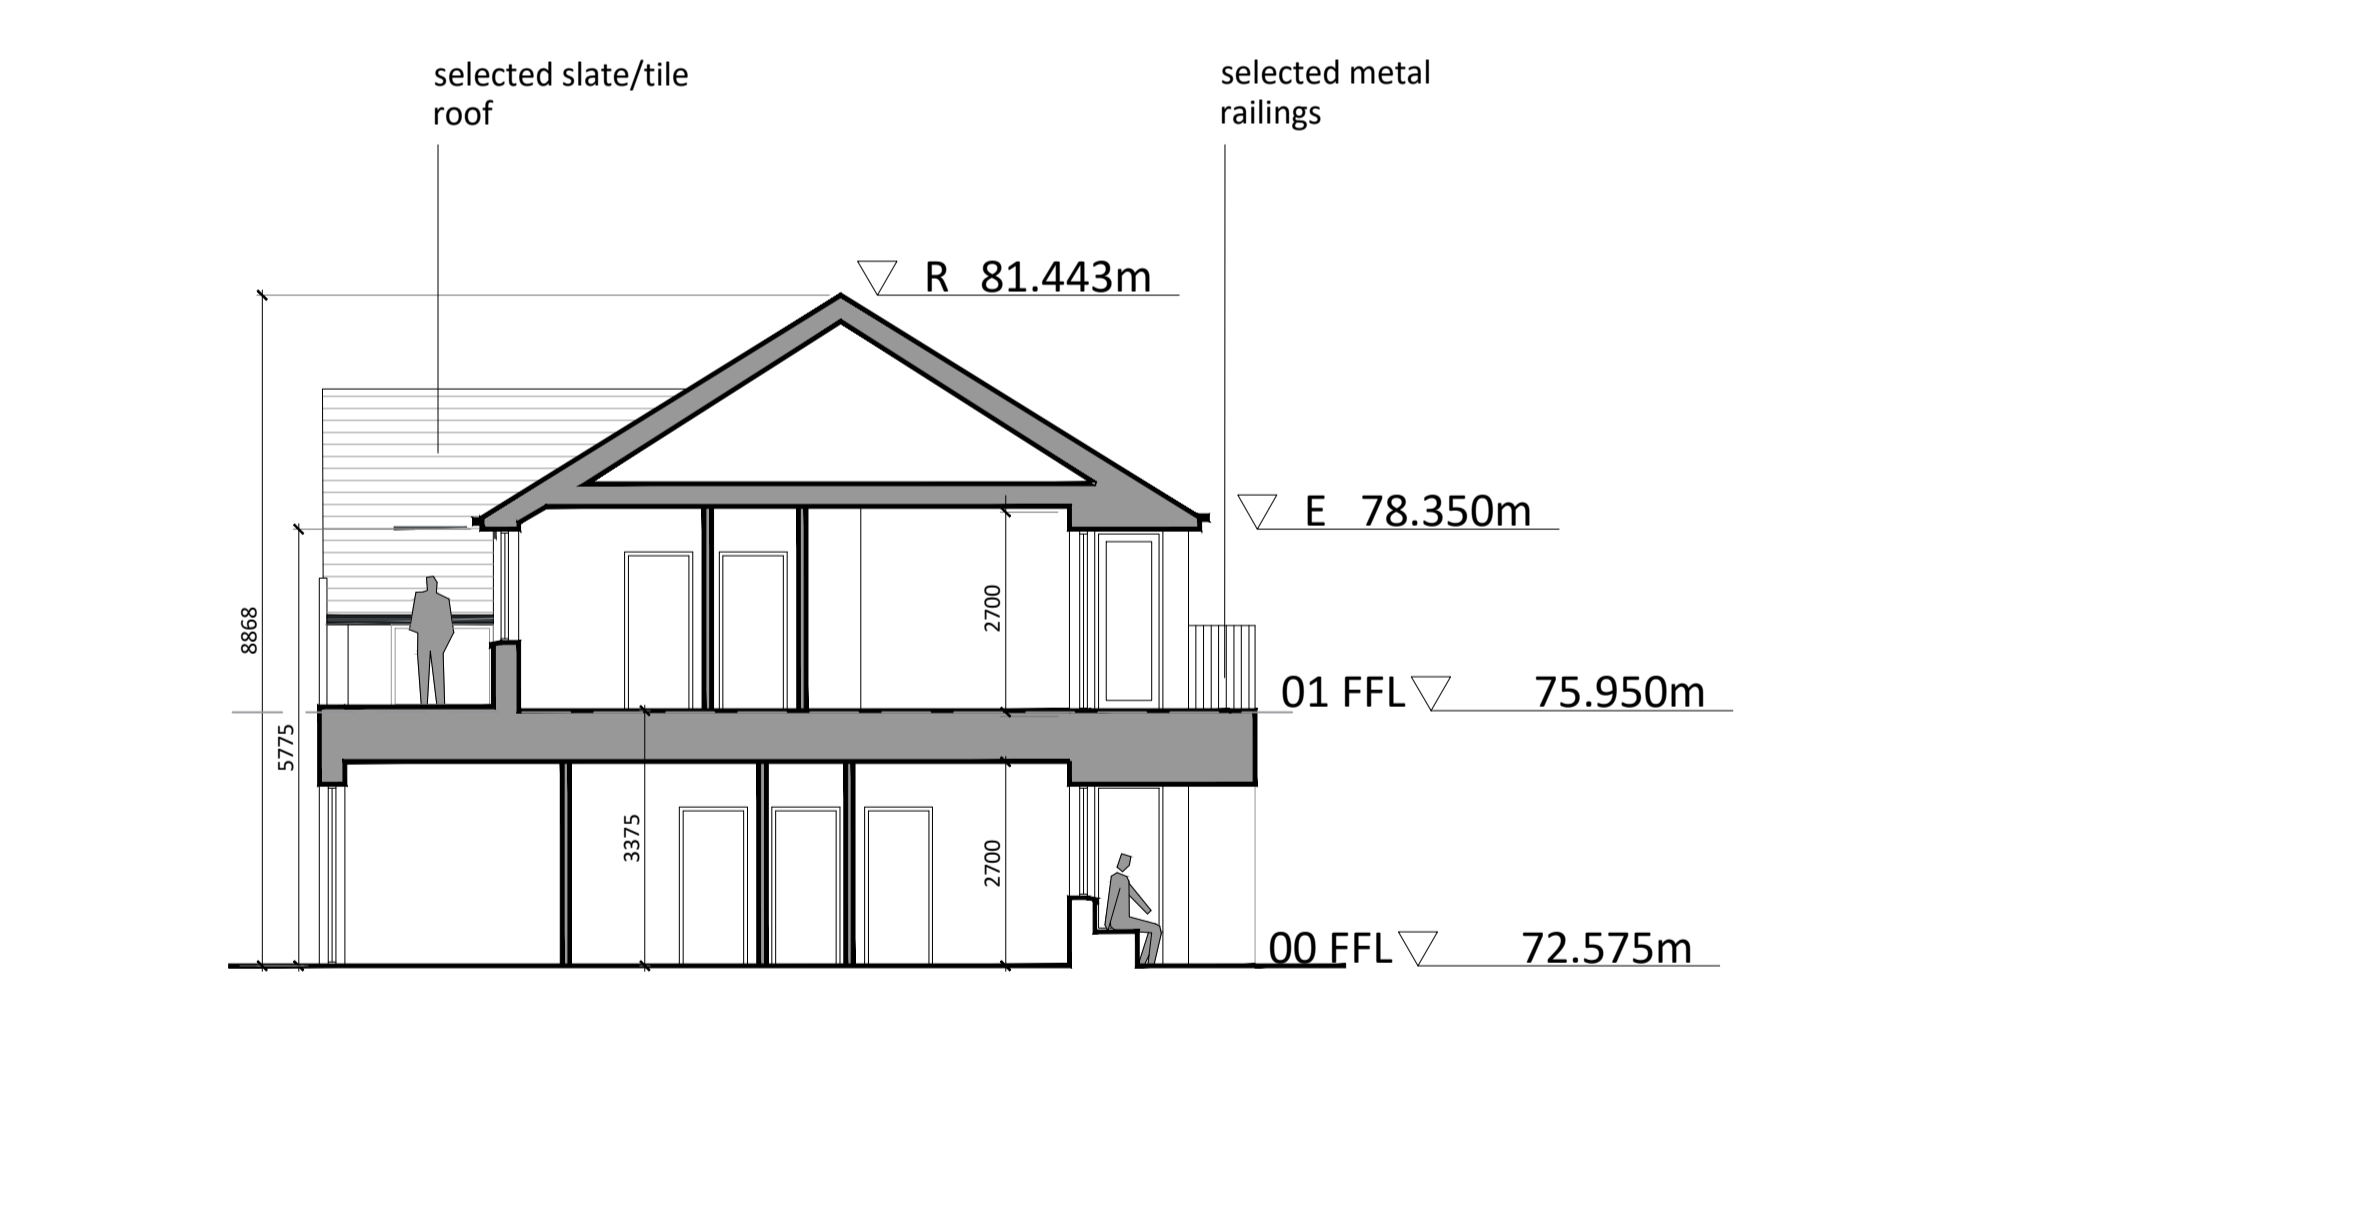 selected slate/tile
roof
selected metal
railings
R 81.443m
E 78.350m
8868
2700
01 FFL 75.950m
5775
3375
2700
00 FFL 72.575m